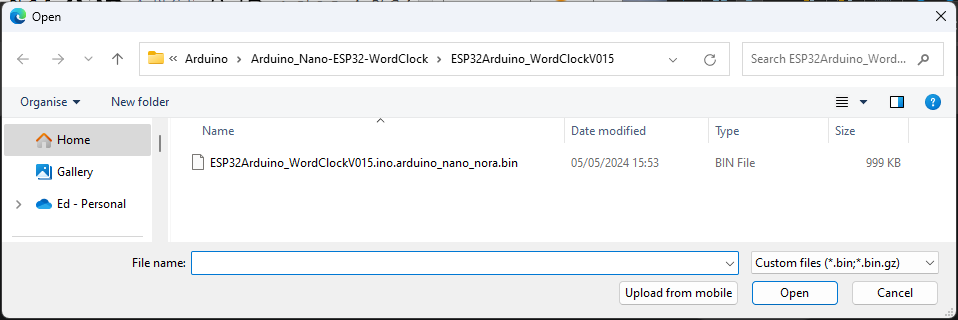 Open
« Arduino > Arduino_Nano-ESP32-WordClock > ESP32Arduino_WordClockV015
Search ESP32Arduino_Word...
Organise
New folder
?
Name
Date modified
Type
Size
Home
Gallery
Ed - Personal
ESP32Arduino_WordClockV015.ino.arduino_nano_nora.bin
05/05/2024 15:53
BIN File
999 KB
File name:
Custom files (*.bin;*.bin.gz)
Upload from mobile
Open
Cancel